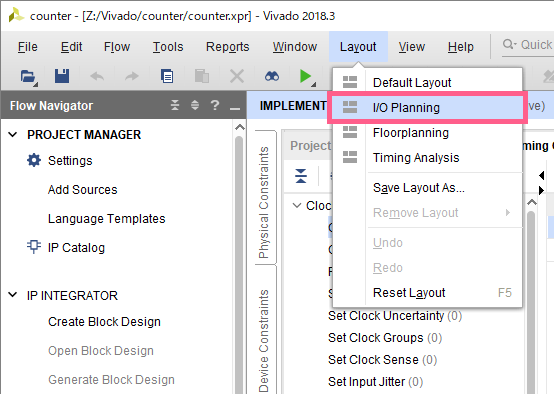 counter - [Z:/Vivado/counter/counter.xpr] - Vivado 2018.3
File Edit Flow Tools Reports Window Layout View Help Quick
Flow Navigator
IMPLEMENT
ve)
PROJECT MANAGER
Settings
Add Sources
Language Templates
IP Catalog
IP INTEGRATOR
Create Block Design
Open Block Design
Generate Block Design
Physical Constraints
Device Constraints
Default Layout
I/O Planning
Floorplanning
Timing Analysis
Save Layout As...
Remove Layout
Undo
Redo
Reset Layout F5
Projec
ming
Cloc
Set Clock Uncertainty (0)
Set Clock Groups (0)
Set Clock Sense (0)
Set Input Jitter (0)